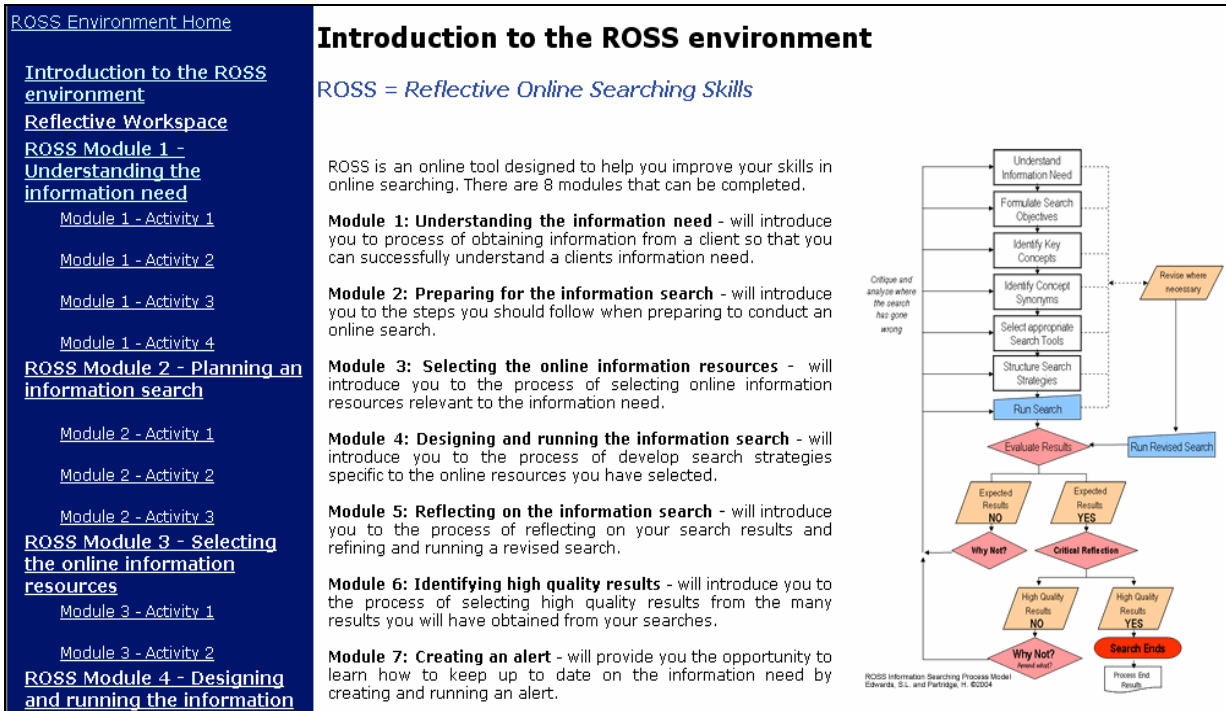 ROSS Environment Home
Introduction to the ROSS
environment
Reflective Workspace
ROSS Module 1 -
Understanding the
information need
Module 1 - Activity 1
Module 1 - Activity 2
Module 1 - Activity 3
Module 1 - Activity 4
ROSS Module 2 - Planning an
information search
Module 2 - Activity 1
Module 2 - Activity 2
Module 2 - Activity 3
ROSS Module 3 - Selecting
the online information
resources
Module 3 - Activity 1
Module 3 - Activity 2
ROSS Module 4 - Designing
and running the information
Introduction to the ROSS environment
ROSS = Reflective Online Searching Skills
ROSS is an online tool designed to help you improve your skills in
online searching. There are 8 modules that can be completed.
Module 1: Understanding the information need - will introduce
you to process of obtaining information from a client so that you
can successfully understand a clients information need.
Module 2: Preparing for the information search - will introduce
you to the steps you should follow when preparing to conduct an
online search.
Module 3: Selecting the online information resources - will
introduce you to the process of selecting online information
resources relevant to the information need.
Module 4: Designing and running the information search - will
introduce you to the process of develop search strategies
specific to the online resources you have selected.
Module 5: Reflecting on the information search - will introduce
you to the process of reflecting on your search results and
refining and running a revised search.
Module 6: Identifying high quality results - will introduce you to
the process of selecting high quality results from the many
results you will have obtained from your searches.
Module 7: Creating an alert - will provide you the opportunity to
learn how to keep up to date on the information need by
creating and running an alert.
Understand
Information Need
Formulate Search
Objectives
Identify Key
Concepts
Identify Concept
Synonyms
Select appropriate
Search Tools
Structure Search
Strategies
Run Search
Critique and
analyse where
the search
has gone
wrong
Revise where
necessary
Evaluate Results
Run Revised Search
Expected
Results
NO
Expected
Results
YES
Why Not?
Critical Reflection
High Quality
Results
NO
High Quality
Results
YES
Why Not?
Amend what?
Search Ends
Process End
Results
ROSS Information Searching Process Model
Edwards, S.L. and Partridge, H. ©2004